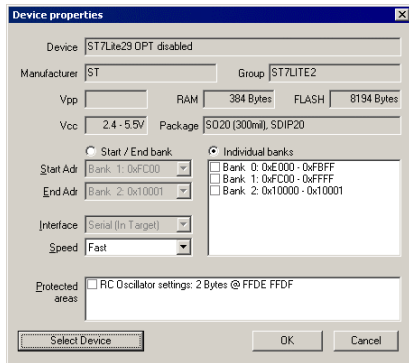 Device properties
Device ST7Lite29 OPT disabled
Manufacturer ST Group ST7LITE2
Vpp RAM 384 Bytes FLASH 8194 Bytes
Vcc 2.4 - 5.5V Package SO20 (300mil), SDIP20
Start / End bank Individual banks
Start Adr Bank 1: 0xFC00 Bank 0: 0xE000 - 0xFBFF
Bank 1: 0xFC00 - 0xFFFF
End Adr Bank 2: 0x10001 Bank 2: 0x10000 - 0x10001
Interface Serial (In Target)
Speed Fast
Protected areas RC Oscillator settings: 2 Bytes @ FFDE FFDF
Select Device OK Cancel